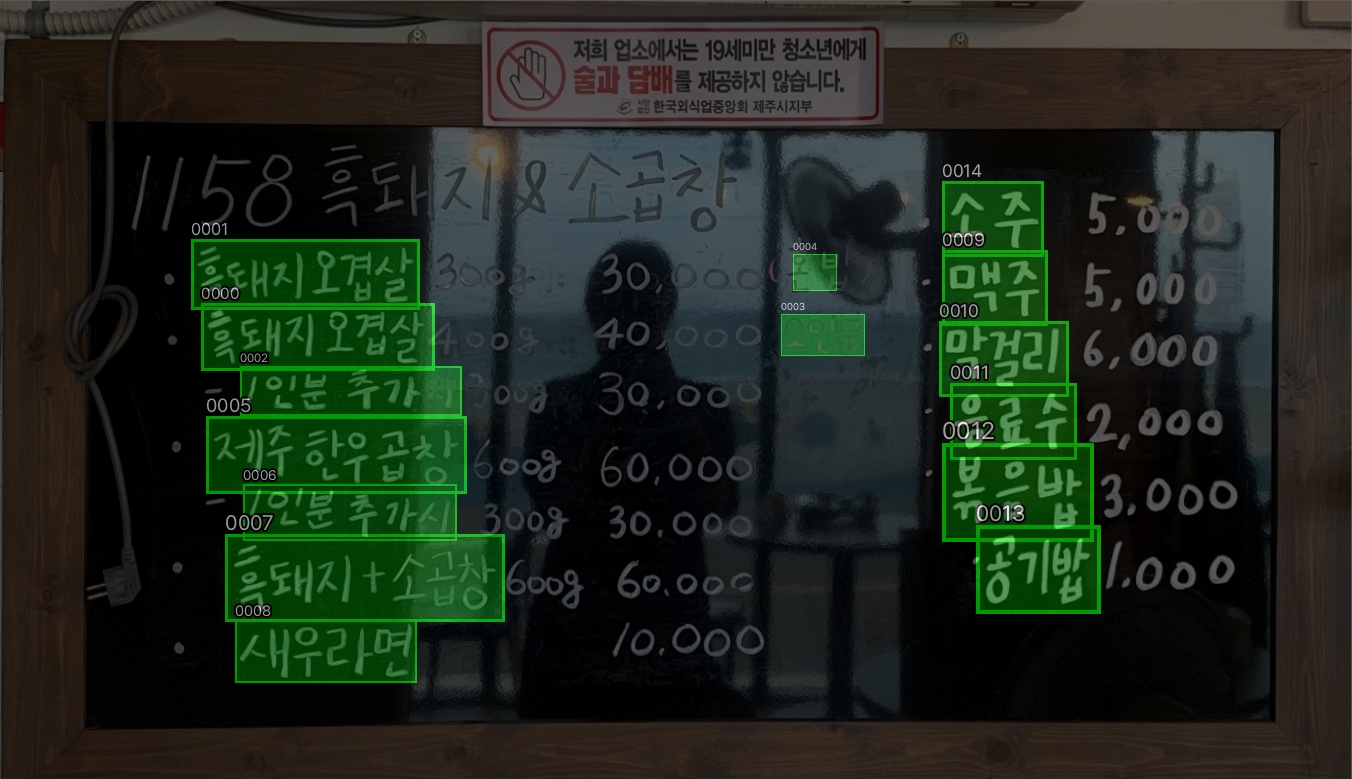 저희 업소에서는 19세미만 청소년에게
술과 담배를 제공하지 않습니다.
사단법인 한국외식업중앙회 제주시지부
1158 흑돼지 & 소곱창
0001
흑돼지오겹살 300g 30,000
0004
0000
흑돼지오겹살 400g 40,000
0003
0002
- 1인분 추가시 300g 30,000
0005
제주 한우곱창 600g 60,000
0006
- 1인분 추가시 300g 30.000
0007
흑돼지+소곱창 600g 60.000
0008
새우라면 10.000
0014
소주 5,000
0009
맥주 5,000
0010
말걸리 6,000
0011
음료수 2,000
0012
볶음밥 3.000
0013
공기밥 1.000